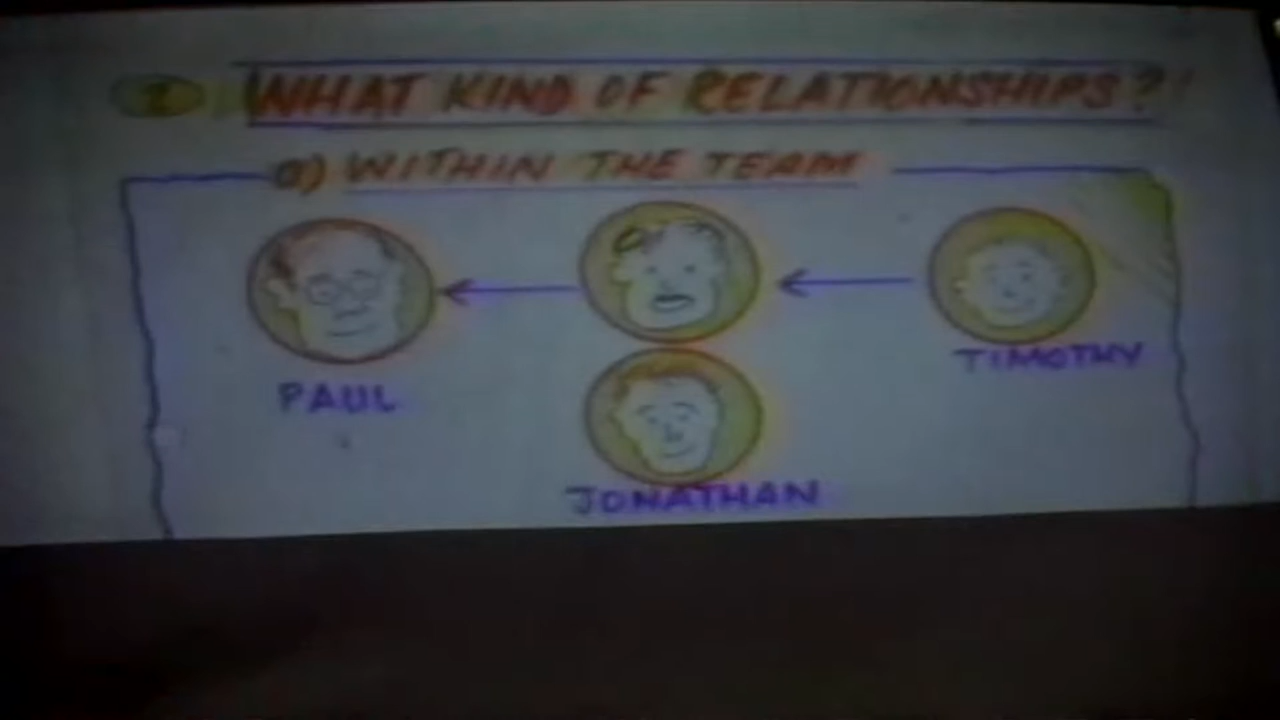 WHAT KIND OF RELATIONSHIPS?
a) WITHIN THE TEAM
TIMOTHY
PAUL
JONATHAN